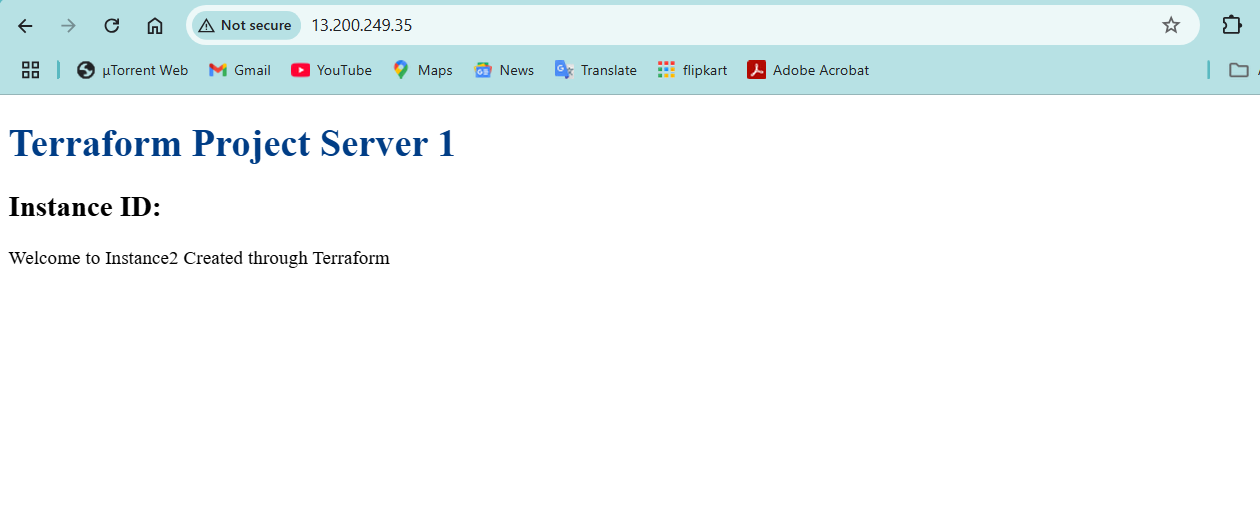 Not secure 13.200.249.35
µTorrent Web Gmail YouTube Maps News Translate flipkart Adobe Acrobat
Terraform Project Server 1
Instance ID:
Welcome to Instance2 Created through Terraform